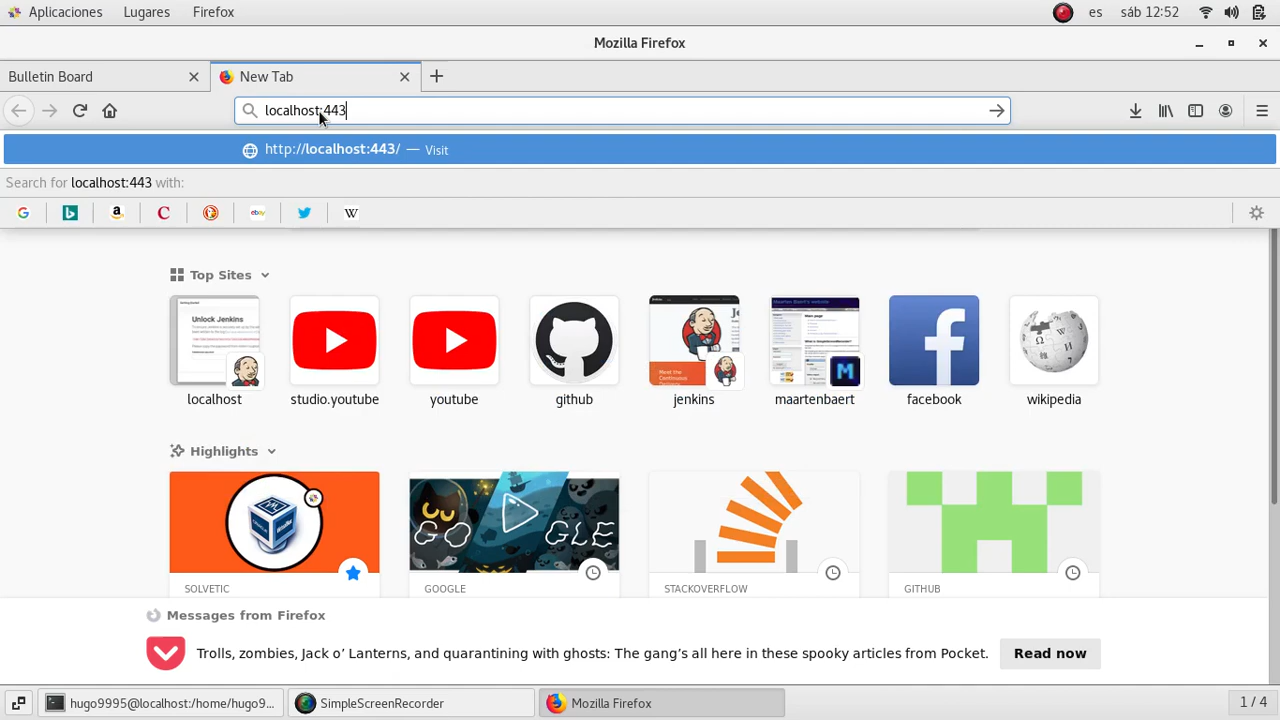 Aplicaciones Lugares Firefox es sáb 12:52
Mozilla Firefox
Bulletin Board New Tab
localhost:443
http://localhost:443/ — Visit
Search for localhost:443 with:
Top Sites
Unlock Jenkins
localhost studio.youtube youtube github jenkins maartenbaert facebook wikipedia
Highlights
GO GLE
SOLVETIC GOOGLE STACKOVERFLOW GITHUB
Messages from Firefox
Trolls, zombies, Jack o’ Lanterns, and quarantining with ghosts: The gang’s all here in these spooky articles from Pocket. Read now
hugo9995@localhost:/home/hugo9... SimpleScreenRecorder Mozilla Firefox 1 / 4